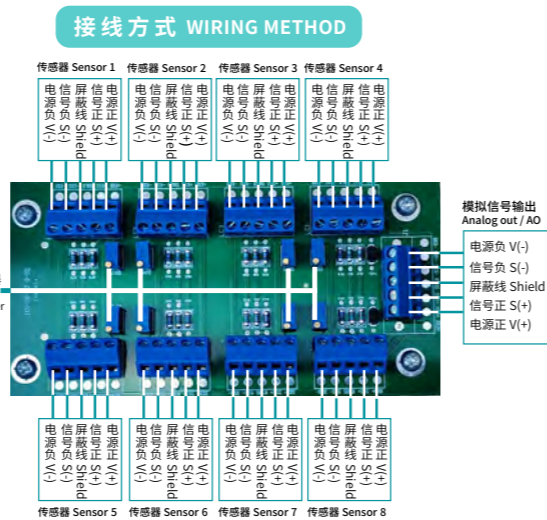 接线方式 WIRING METHOD
传感器 Sensor 1
传感器 Sensor 2
传感器 Sensor 3
传感器 Sensor 4
电源负 V(-)
信号负 S(-)
屏蔽线 Shield
信号正 S(+)
电源正 V(+)
电源负 V(-)
信号负 S(-)
屏蔽线 Shield
信号正 S(+)
电源正 V(+)
电源负 V(-)
信号负 S(-)
屏蔽线 Shield
信号正 S(+)
电源正 V(+)
电源负 V(-)
信号负 S(-)
屏蔽线 Shield
信号正 S(+)
电源正 V(+)
模拟信号输出
Analog out / AO
电源负 V(-)
信号负 S(-)
屏蔽线 Shield
信号正 S(+)
电源正 V(+)
电源负 V(-)
信号负 S(-)
屏蔽线 Shield
信号正 S(+)
电源正 V(+)
电源负 V(-)
信号负 S(-)
屏蔽线 Shield
信号正 S(+)
电源正 V(+)
电源负 V(-)
信号负 S(-)
屏蔽线 Shield
信号正 S(+)
电源正 V(+)
电源负 V(-)
信号负 S(-)
屏蔽线 Shield
信号正 S(+)
电源正 V(+)
传感器 Sensor 5
传感器 Sensor 6
传感器 Sensor 7
传感器 Sensor 8